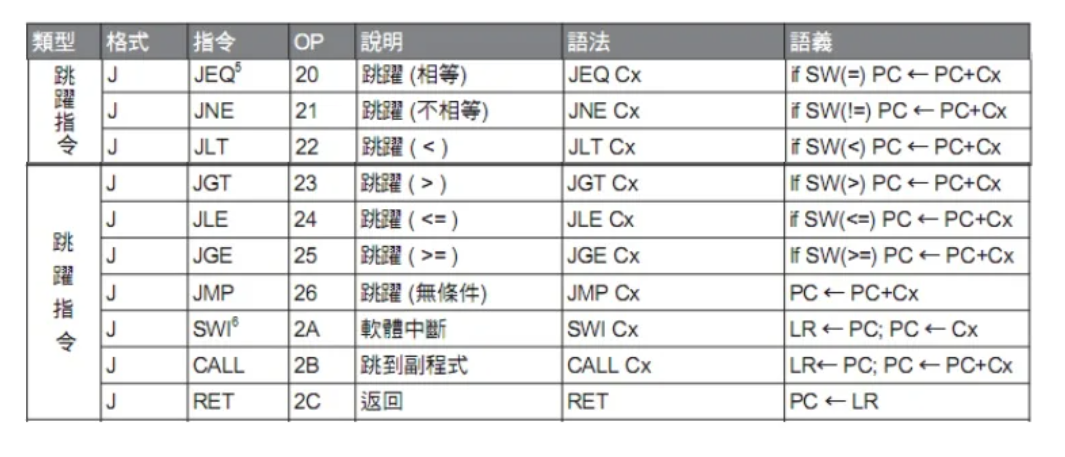 類型 格式 指令 OP 說明 語法 語義
跳躍指令 J JEQ⁵ 20 跳躍 (相等) JEQ Cx if SW(=) PC ← PC+Cx
J JNE 21 跳躍 (不相等) JNE Cx if SW(!=) PC ← PC+Cx
J JLT 22 跳躍 ( < ) JLT Cx if SW(<) PC ← PC+Cx
跳躍指令 J JGT 23 跳躍 ( > ) JGT Cx If SW(>) PC ← PC+Cx
J JLE 24 跳躍 ( <= ) JLE Cx if SW(<=) PC ← PC+Cx
J JGE 25 跳躍 ( >= ) JGE Cx If SW(>=) PC ← PC+Cx
J JMP 26 跳躍 (無條件) JMP Cx PC ← PC+Cx
J SWI⁶ 2A 軟體中斷 SWI Cx LR ← PC; PC ← Cx
J CALL 2B 跳到副程式 CALL Cx LR← PC; PC ← PC+Cx
J RET 2C 返回 RET PC ← LR